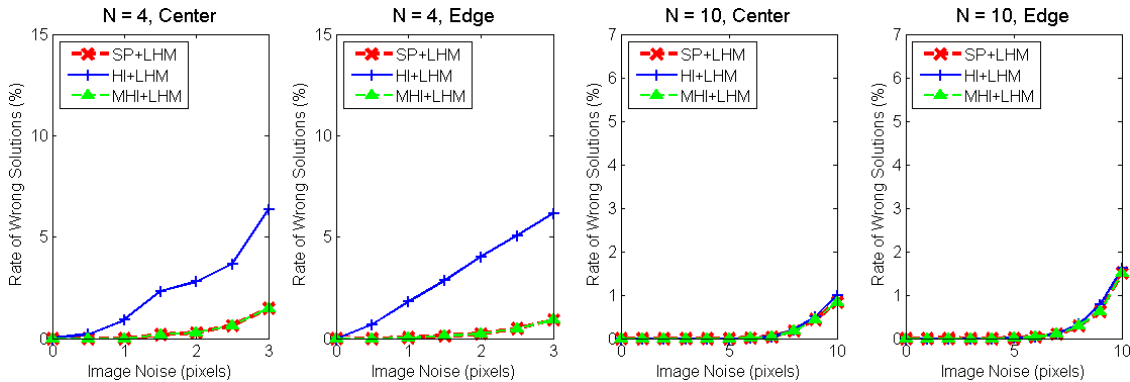 N = 4, Center
15
10
5
0
0
1
2
3
Rate of Wrong Solutions (%)
Image Noise (pixels)
SP+LHM
HI+LHM
MHI+LHM
N = 4, Edge
15
10
5
0
0
1
2
3
Rate of Wrong Solutions (%)
Image Noise (pixels)
SP+LHM
HI+LHM
MHI+LHM
N = 10, Center
7
6
5
4
3
2
1
0
0
5
10
Rate of Wrong Solutions (%)
Image Noise (pixels)
SP+LHM
HI+LHM
MHI+LHM
N = 10, Edge
7
6
5
4
3
2
1
0
0
5
10
Rate of Wrong Solutions (%)
Image Noise (pixels)
SP+LHM
HI+LHM
MHI+LHM